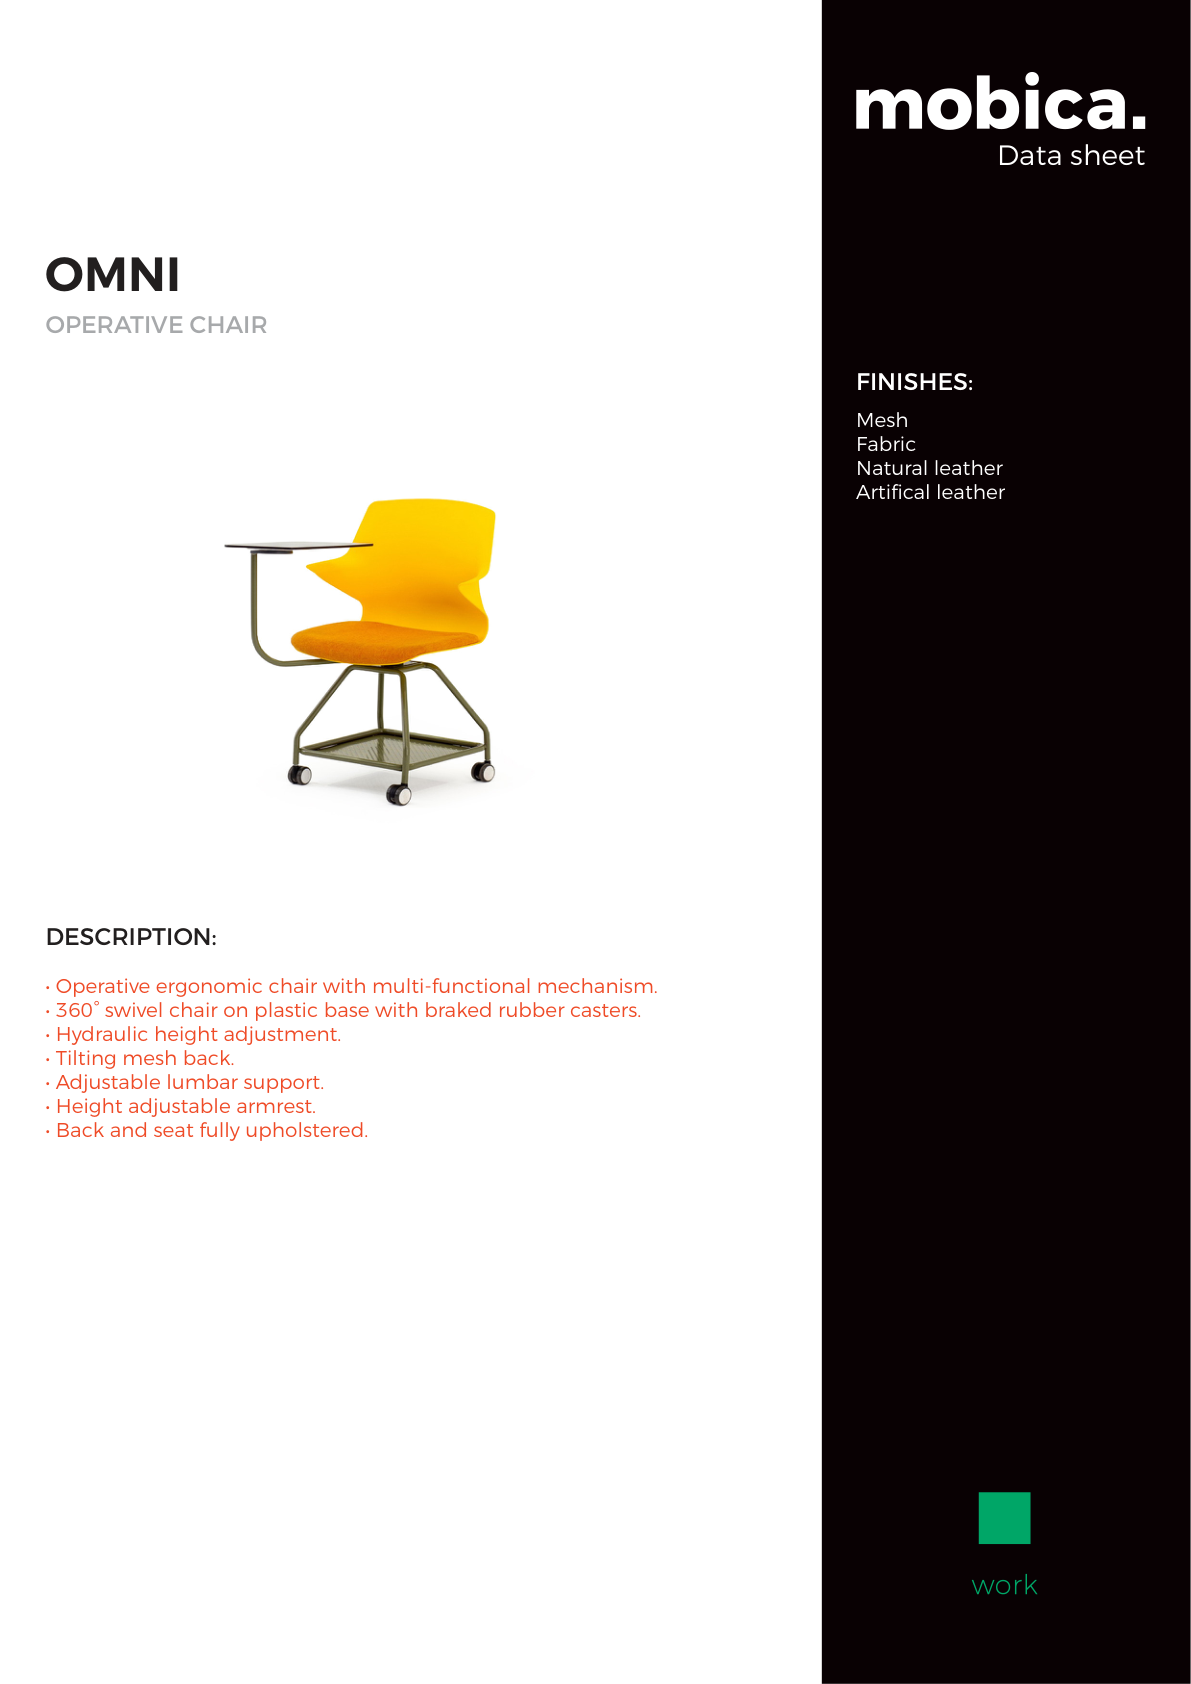 mobica.
Data sheet
OMNI
OPERATIVE CHAIR
FINISHES:
Mesh
Fabric
Natural leather
Artifical leather
DESCRIPTION:
• Operative ergonomic chair with multi-functional mechanism.
• 360° swivel chair on plastic base with braked rubber casters.
• Hydraulic height adjustment.
• Tilting mesh back.
• Adjustable lumbar support.
• Height adjustable armrest.
• Back and seat fully upholstered.
work